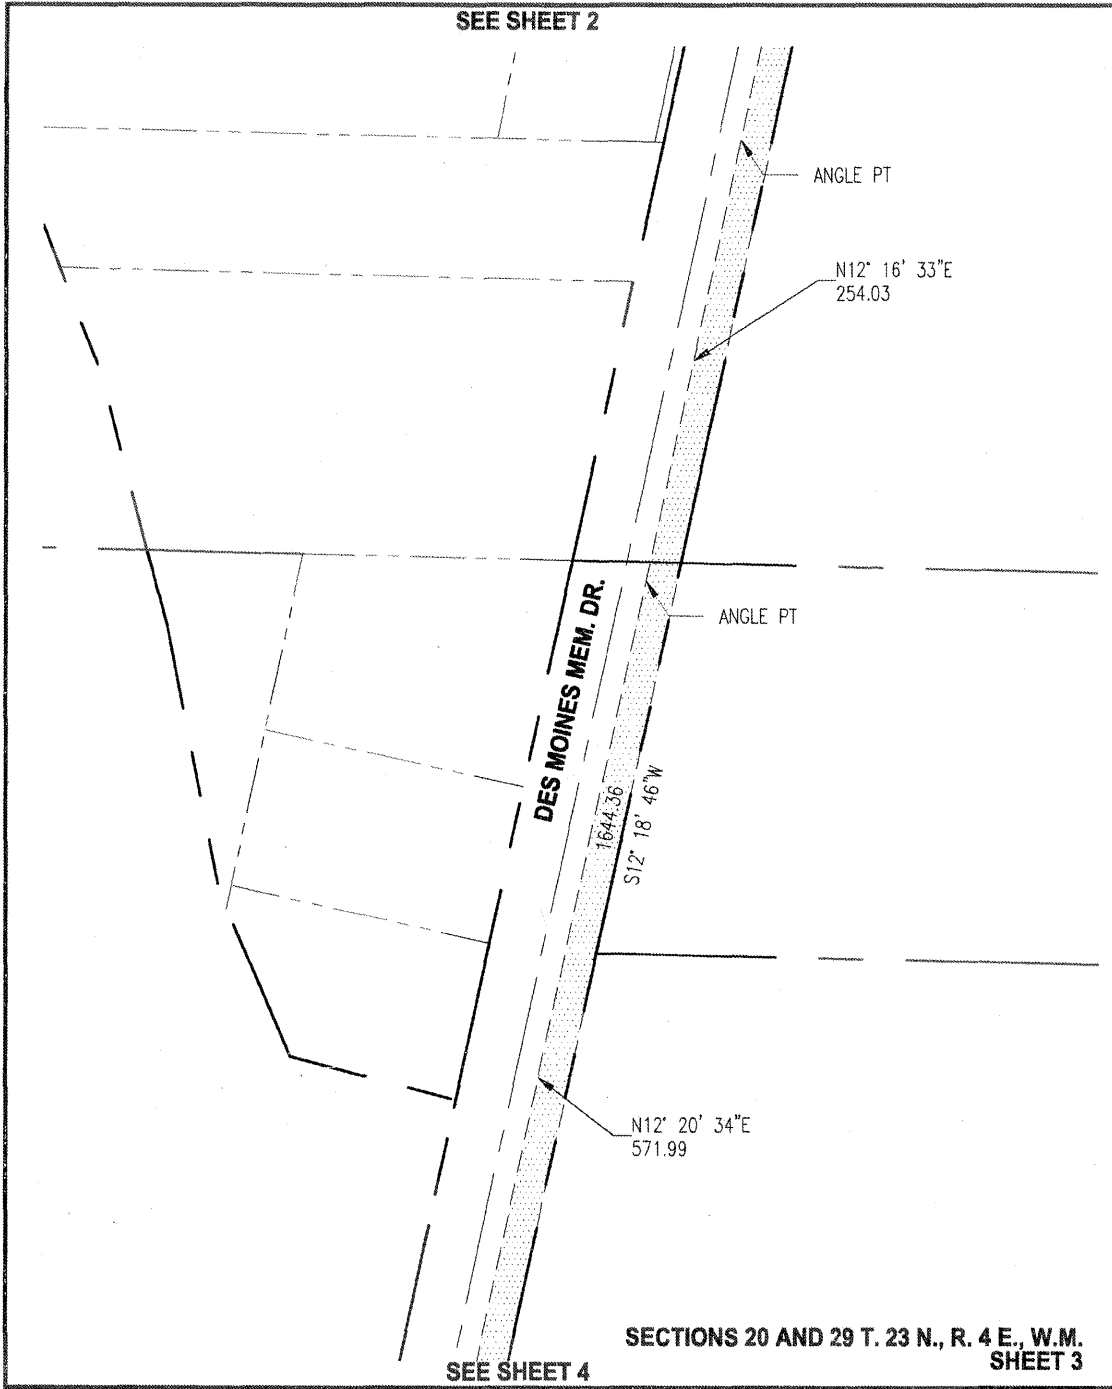 SEE SHEET 2
ANGLE PT
N12° 16' 33"E
254.03
ANGLE PT
DES MOINES MEM. DR.
1644.36
S12° 18' 46"W
N12° 20' 34"E
571.99
SECTIONS 20 AND 29 T. 23 N., R. 4 E., W.M.
SHEET 3
SEE SHEET 4